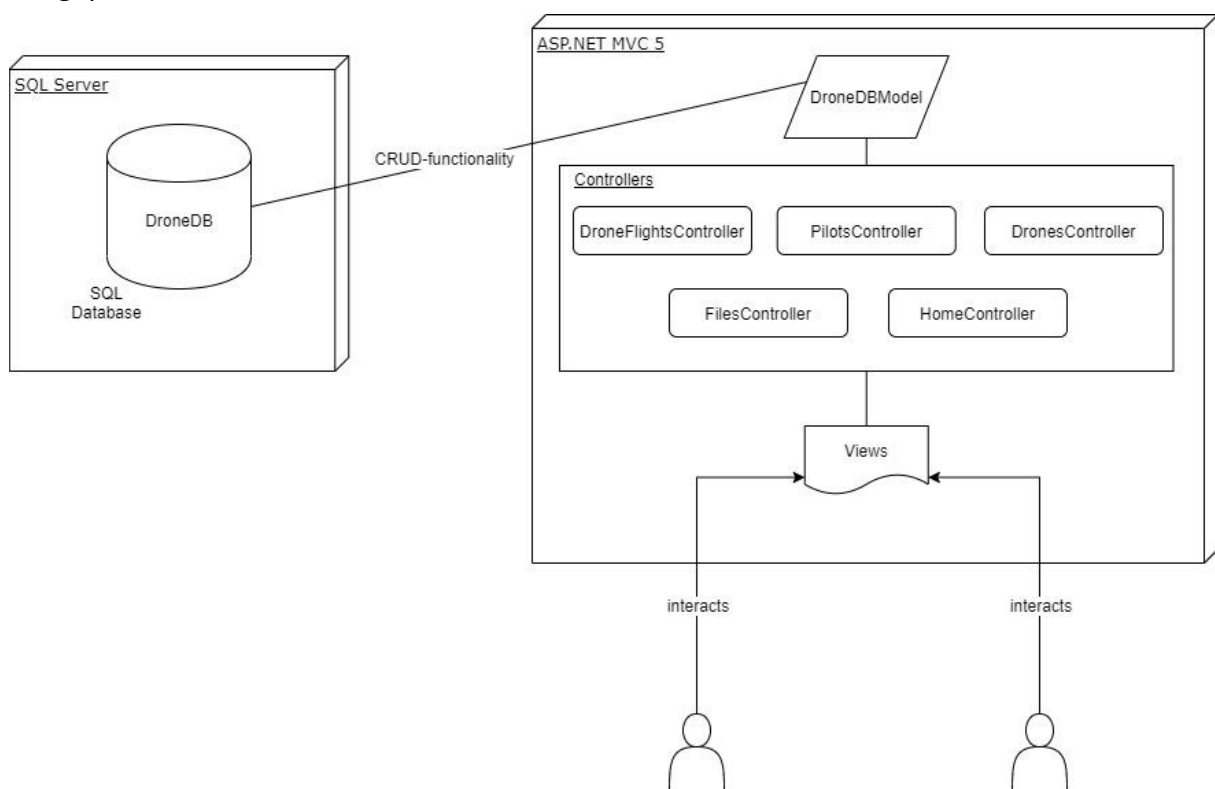 ASP.NET MVC 5
SQL Server
DroneDBModel
CRUD-functionality
Controllers
DroneFlightsController
PilotsController
DronesController
DroneDB
SQL
Database
FilesController
HomeController
Views
interacts
interacts